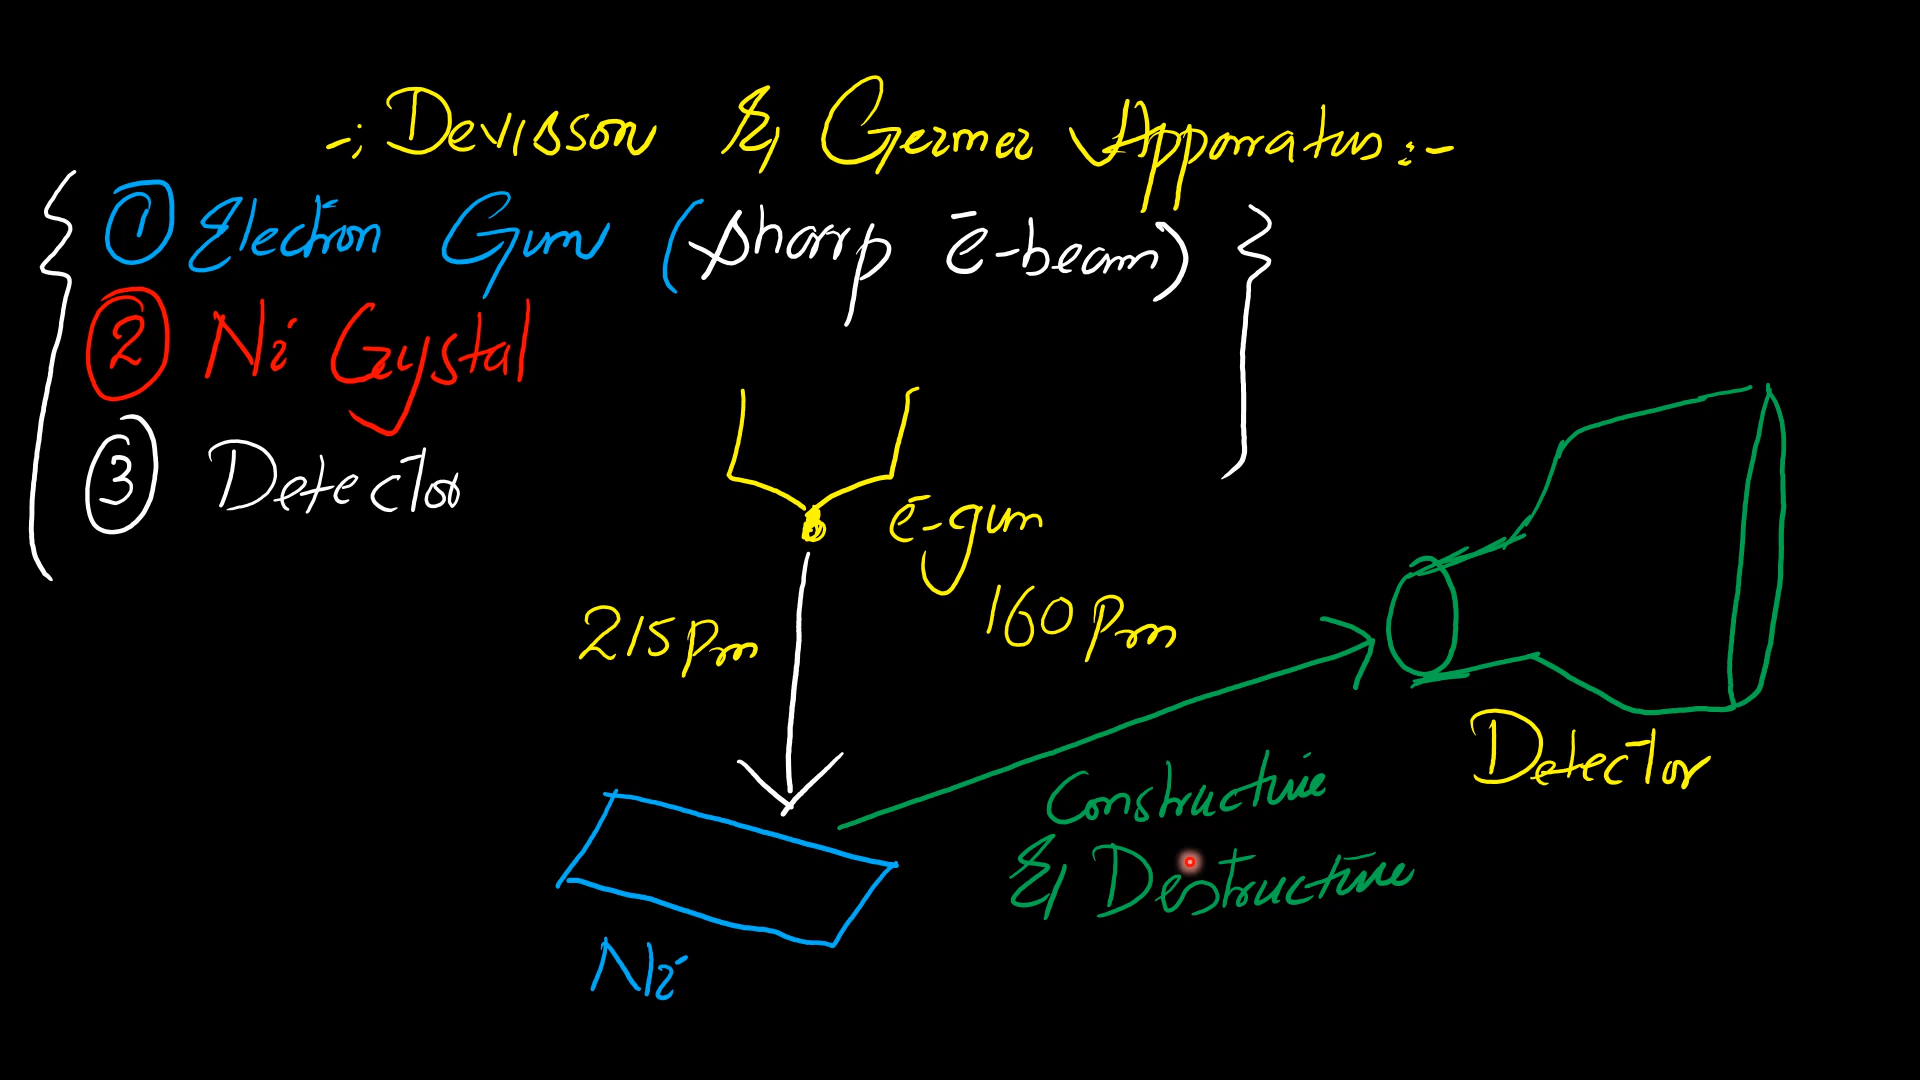 -: Devisson & Germer Apparatus :-
① Electron Gun (sharp e-beam)
② Ni Crystal
③ Detector
e-gun
215 pm
160 pm
Detector
Constructive
& Destructive
Ni